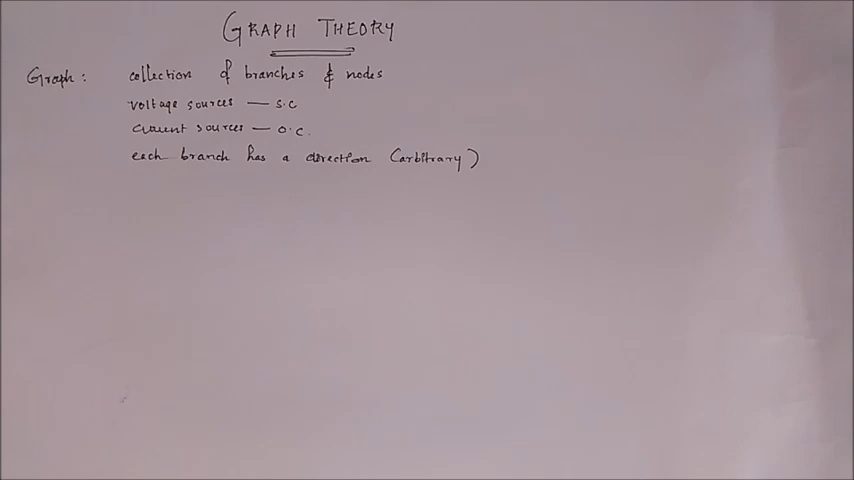 GRAPH THEORY
Graph : collection of branches & nodes
voltage sources — s.c
current sources — o.c.
each branch has a direction (arbitrary)